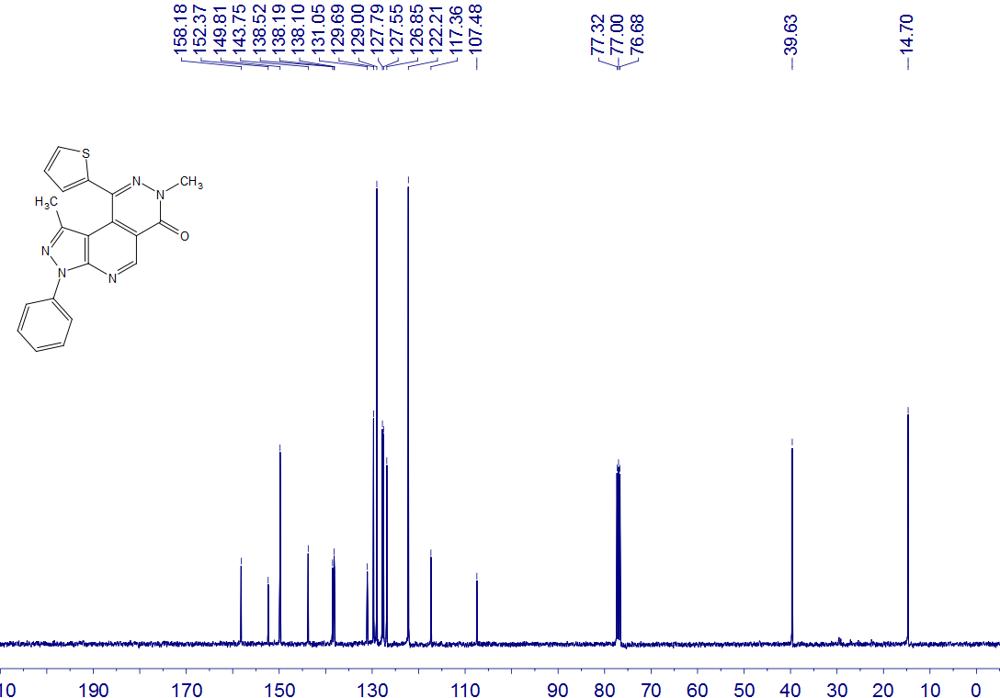 158.18
152.37
149.81
143.75
138.52
138.19
138.10
131.05
129.69
129.00
127.79
127.55
126.85
122.21
117.36
107.48
77.32
77.00
76.68
39.63
14.70
S
N
CH3
H3C
N
O
N
N
N
10 190 170 150 130 110 90 80 70 60 50 40 30 20 10 0